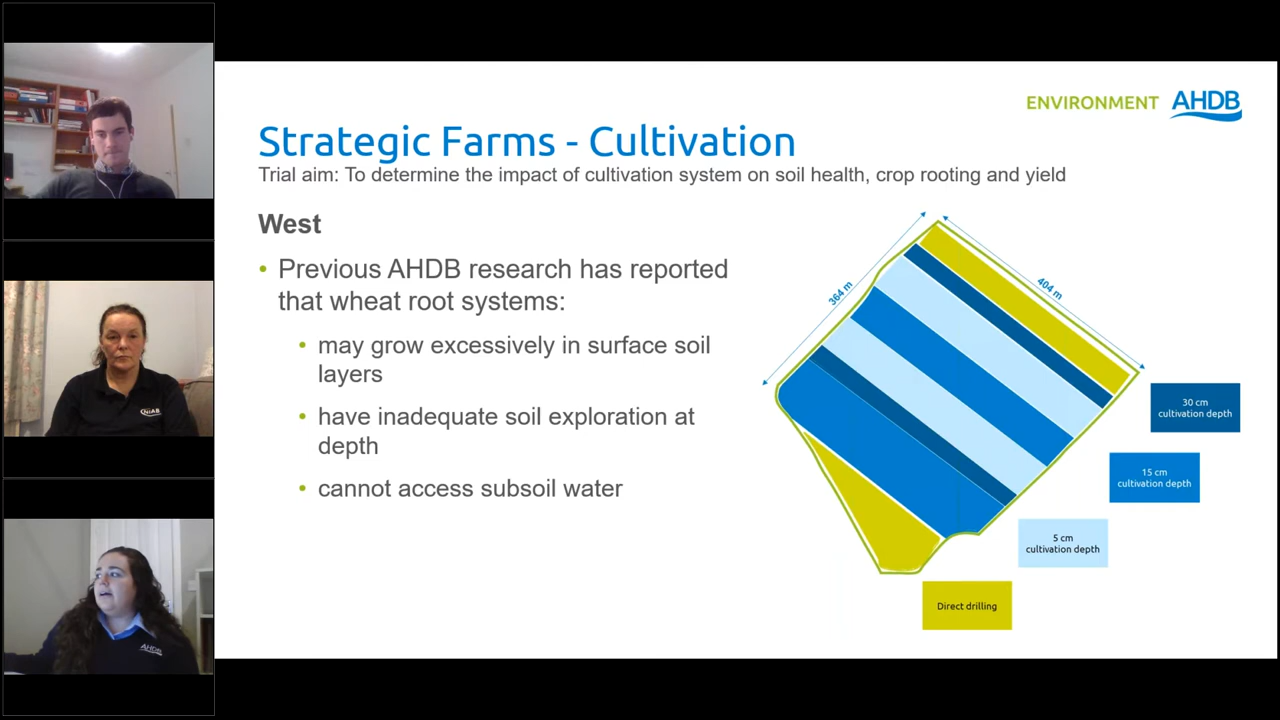 ENVIRONMENT AHDB
Strategic Farms - Cultivation
Trial aim: To determine the impact of cultivation system on soil health, crop rooting and yield
West
• Previous AHDB research has reported
that wheat root systems:
• may grow excessively in surface soil
layers
• have inadequate soil exploration at
depth
• cannot access subsoil water
364 m
404 m
30 cm
cultivation depth
15 cm
cultivation depth
5 cm
cultivation depth
Direct drilling
NIAB
AHDB